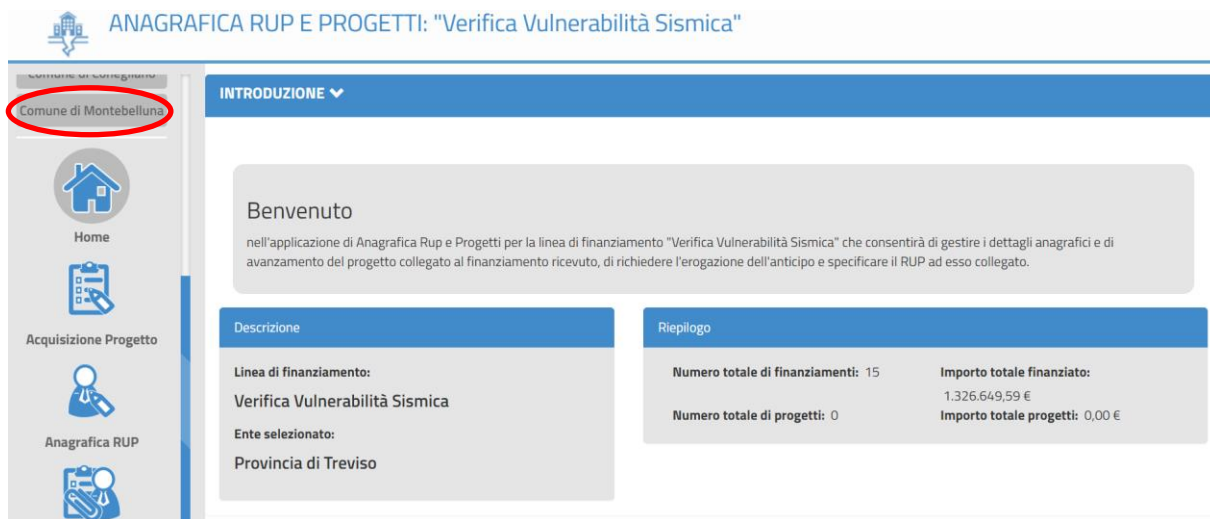 ANAGRAFICA RUP E PROGETTI: "Verifica Vulnerabilità Sismica"
Comune di Conegliano
Comune di Montebelluna
Home
Acquisizione Progetto
Anagrafica RUP
INTRODUZIONE
Benvenuto
nell'applicazione di Anagrafica Rup e Progetti per la linea di finanziamento "Verifica Vulnerabilità Sismica" che consentirà di gestire i dettagli anagrafici e di
avanzamento del progetto collegato al finanziamento ricevuto, di richiedere l'erogazione dell'anticipo e specificare il RUP ad esso collegato.
Descrizione
Linea di finanziamento:
Verifica Vulnerabilità Sismica
Ente selezionato:
Provincia di Treviso
Riepilogo
Numero totale di finanziamenti: 15
Numero totale di progetti: 0
Importo totale finanziato:
1.326.649,59 €
Importo totale progetti: 0,00 €